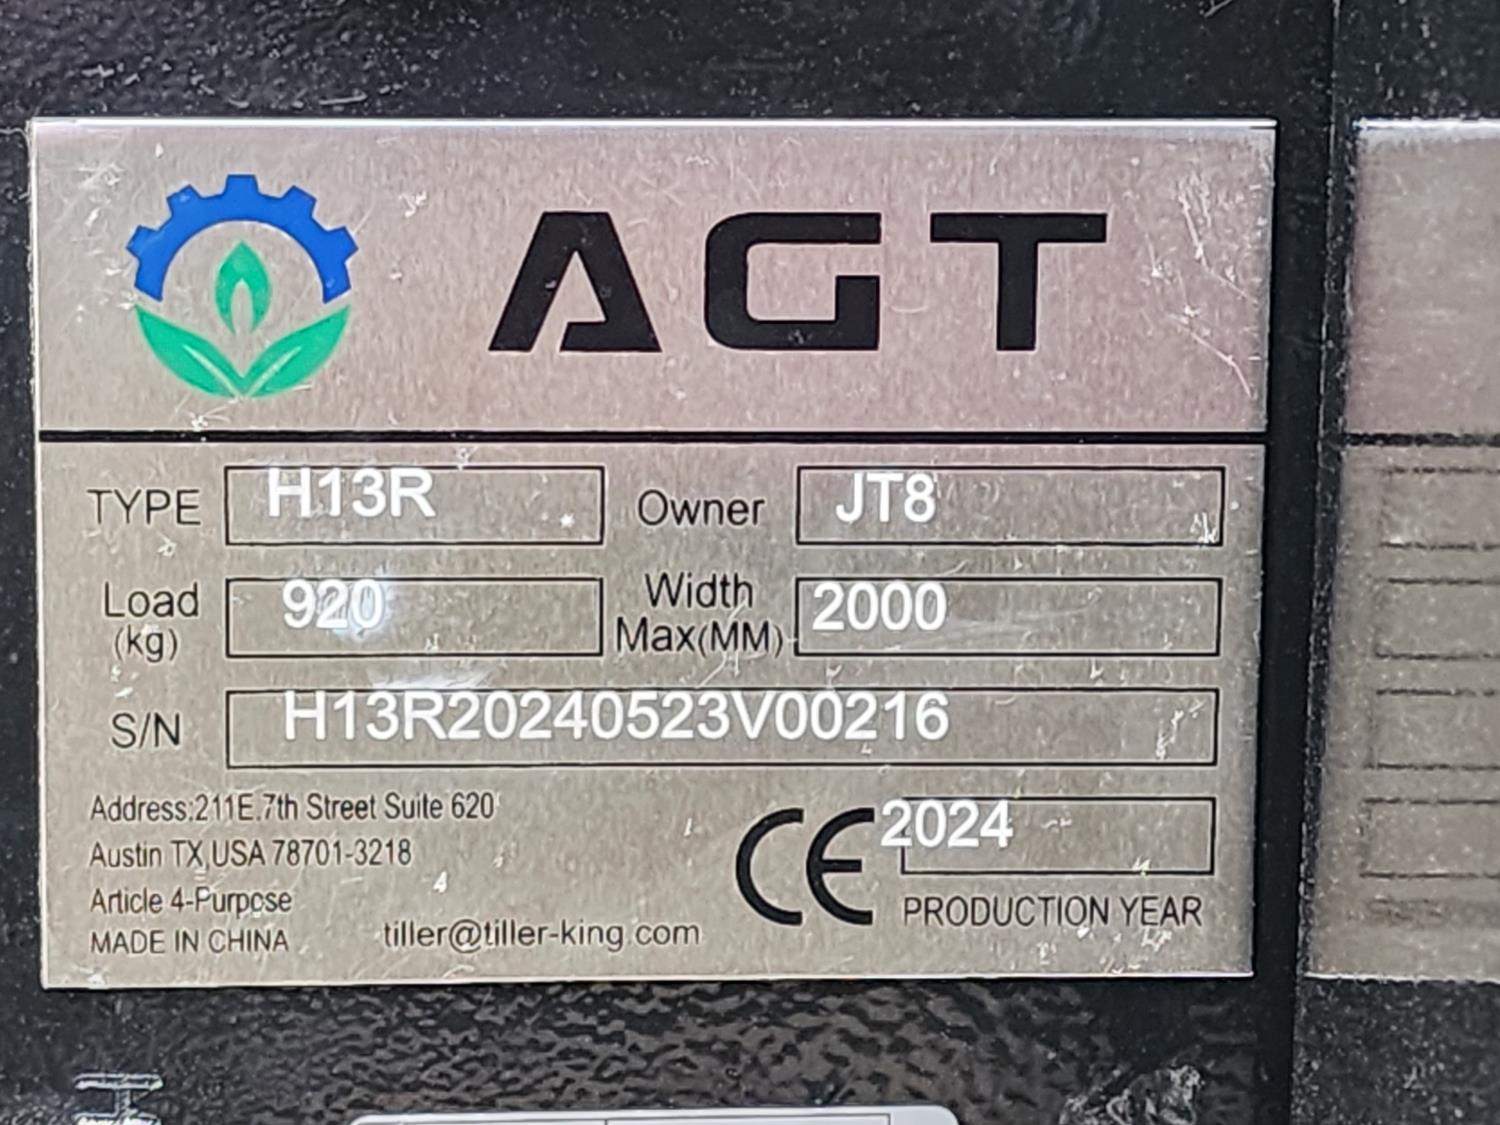 AGT
TYPE H13R Owner JT8
Load (kg) 920 Width Max(MM) 2000
S/N H13R20240523V00216
Address:211E.7th Street Suite 620
Austin TX,USA 78701-3218
Article 4-Purpose
MADE IN CHINA
tiller@tiller-king.com
CE 2024
PRODUCTION YEAR